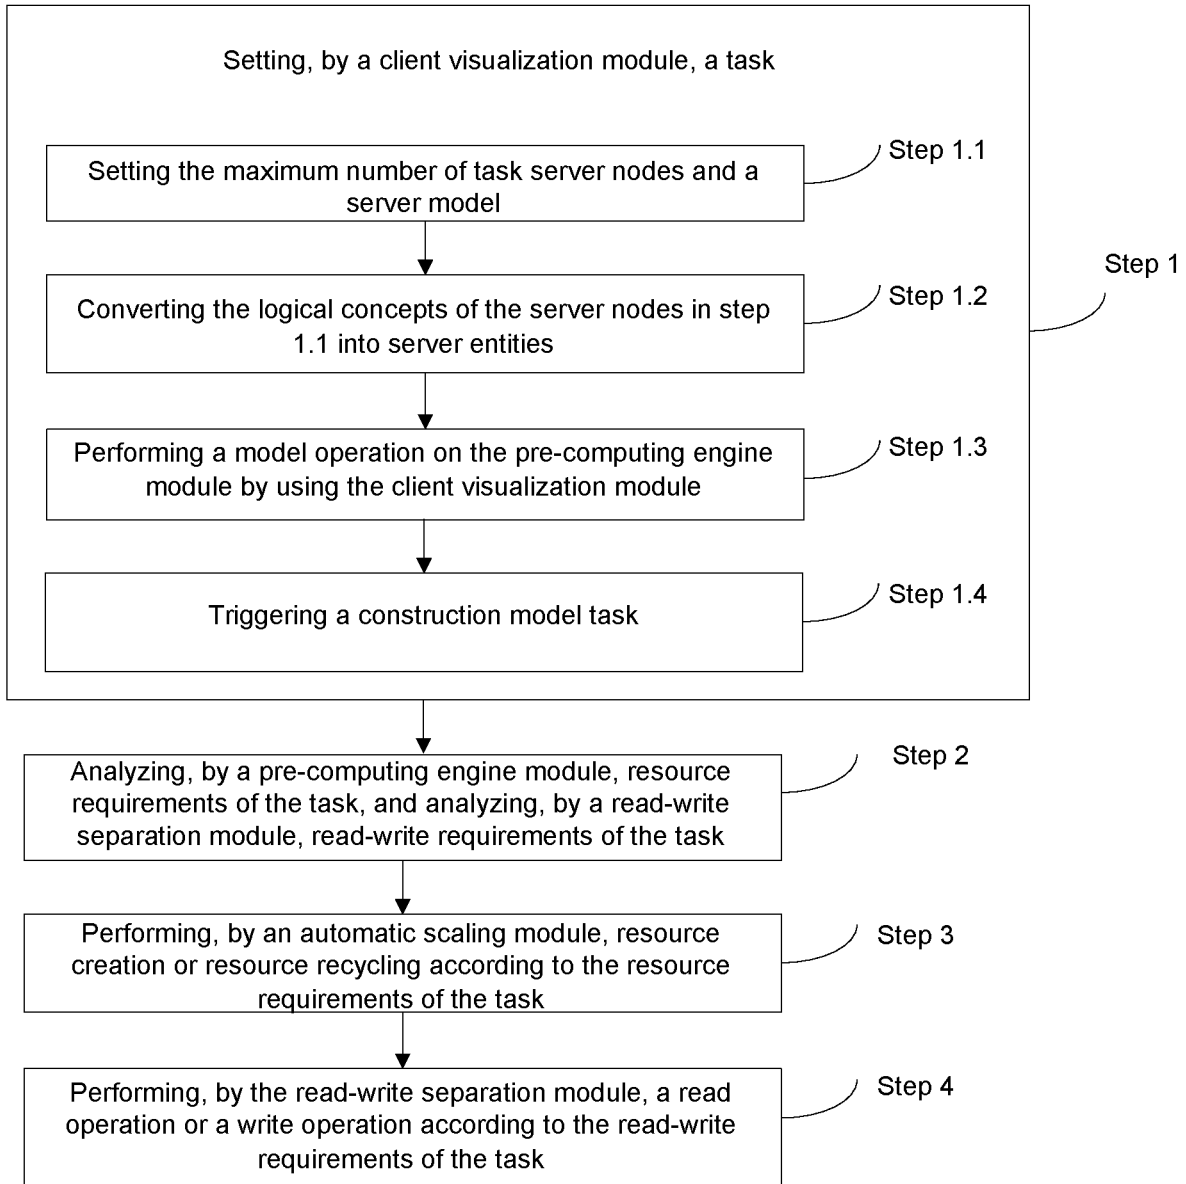 Setting, by a client visualization module, a task
Step 1.1
Setting the maximum number of task server nodes and a
server model
Step 1
Step 1.2
Converting the logical concepts of the server nodes in step
1.1 into server entities
Step 1.3
Performing a model operation on the pre-computing engine
module by using the client visualization module
Step 1.4
Triggering a construction model task
Step 2
Analyzing, by a pre-computing engine module, resource
requirements of the task, and analyzing, by a read-write
separation module, read-write requirements of the task
Step 3
Performing, by an automatic scaling module, resource
creation or resource recycling according to the resource
requirements of the task
Step 4
Performing, by the read-write separation module, a read
operation or a write operation according to the read-write
requirements of the task